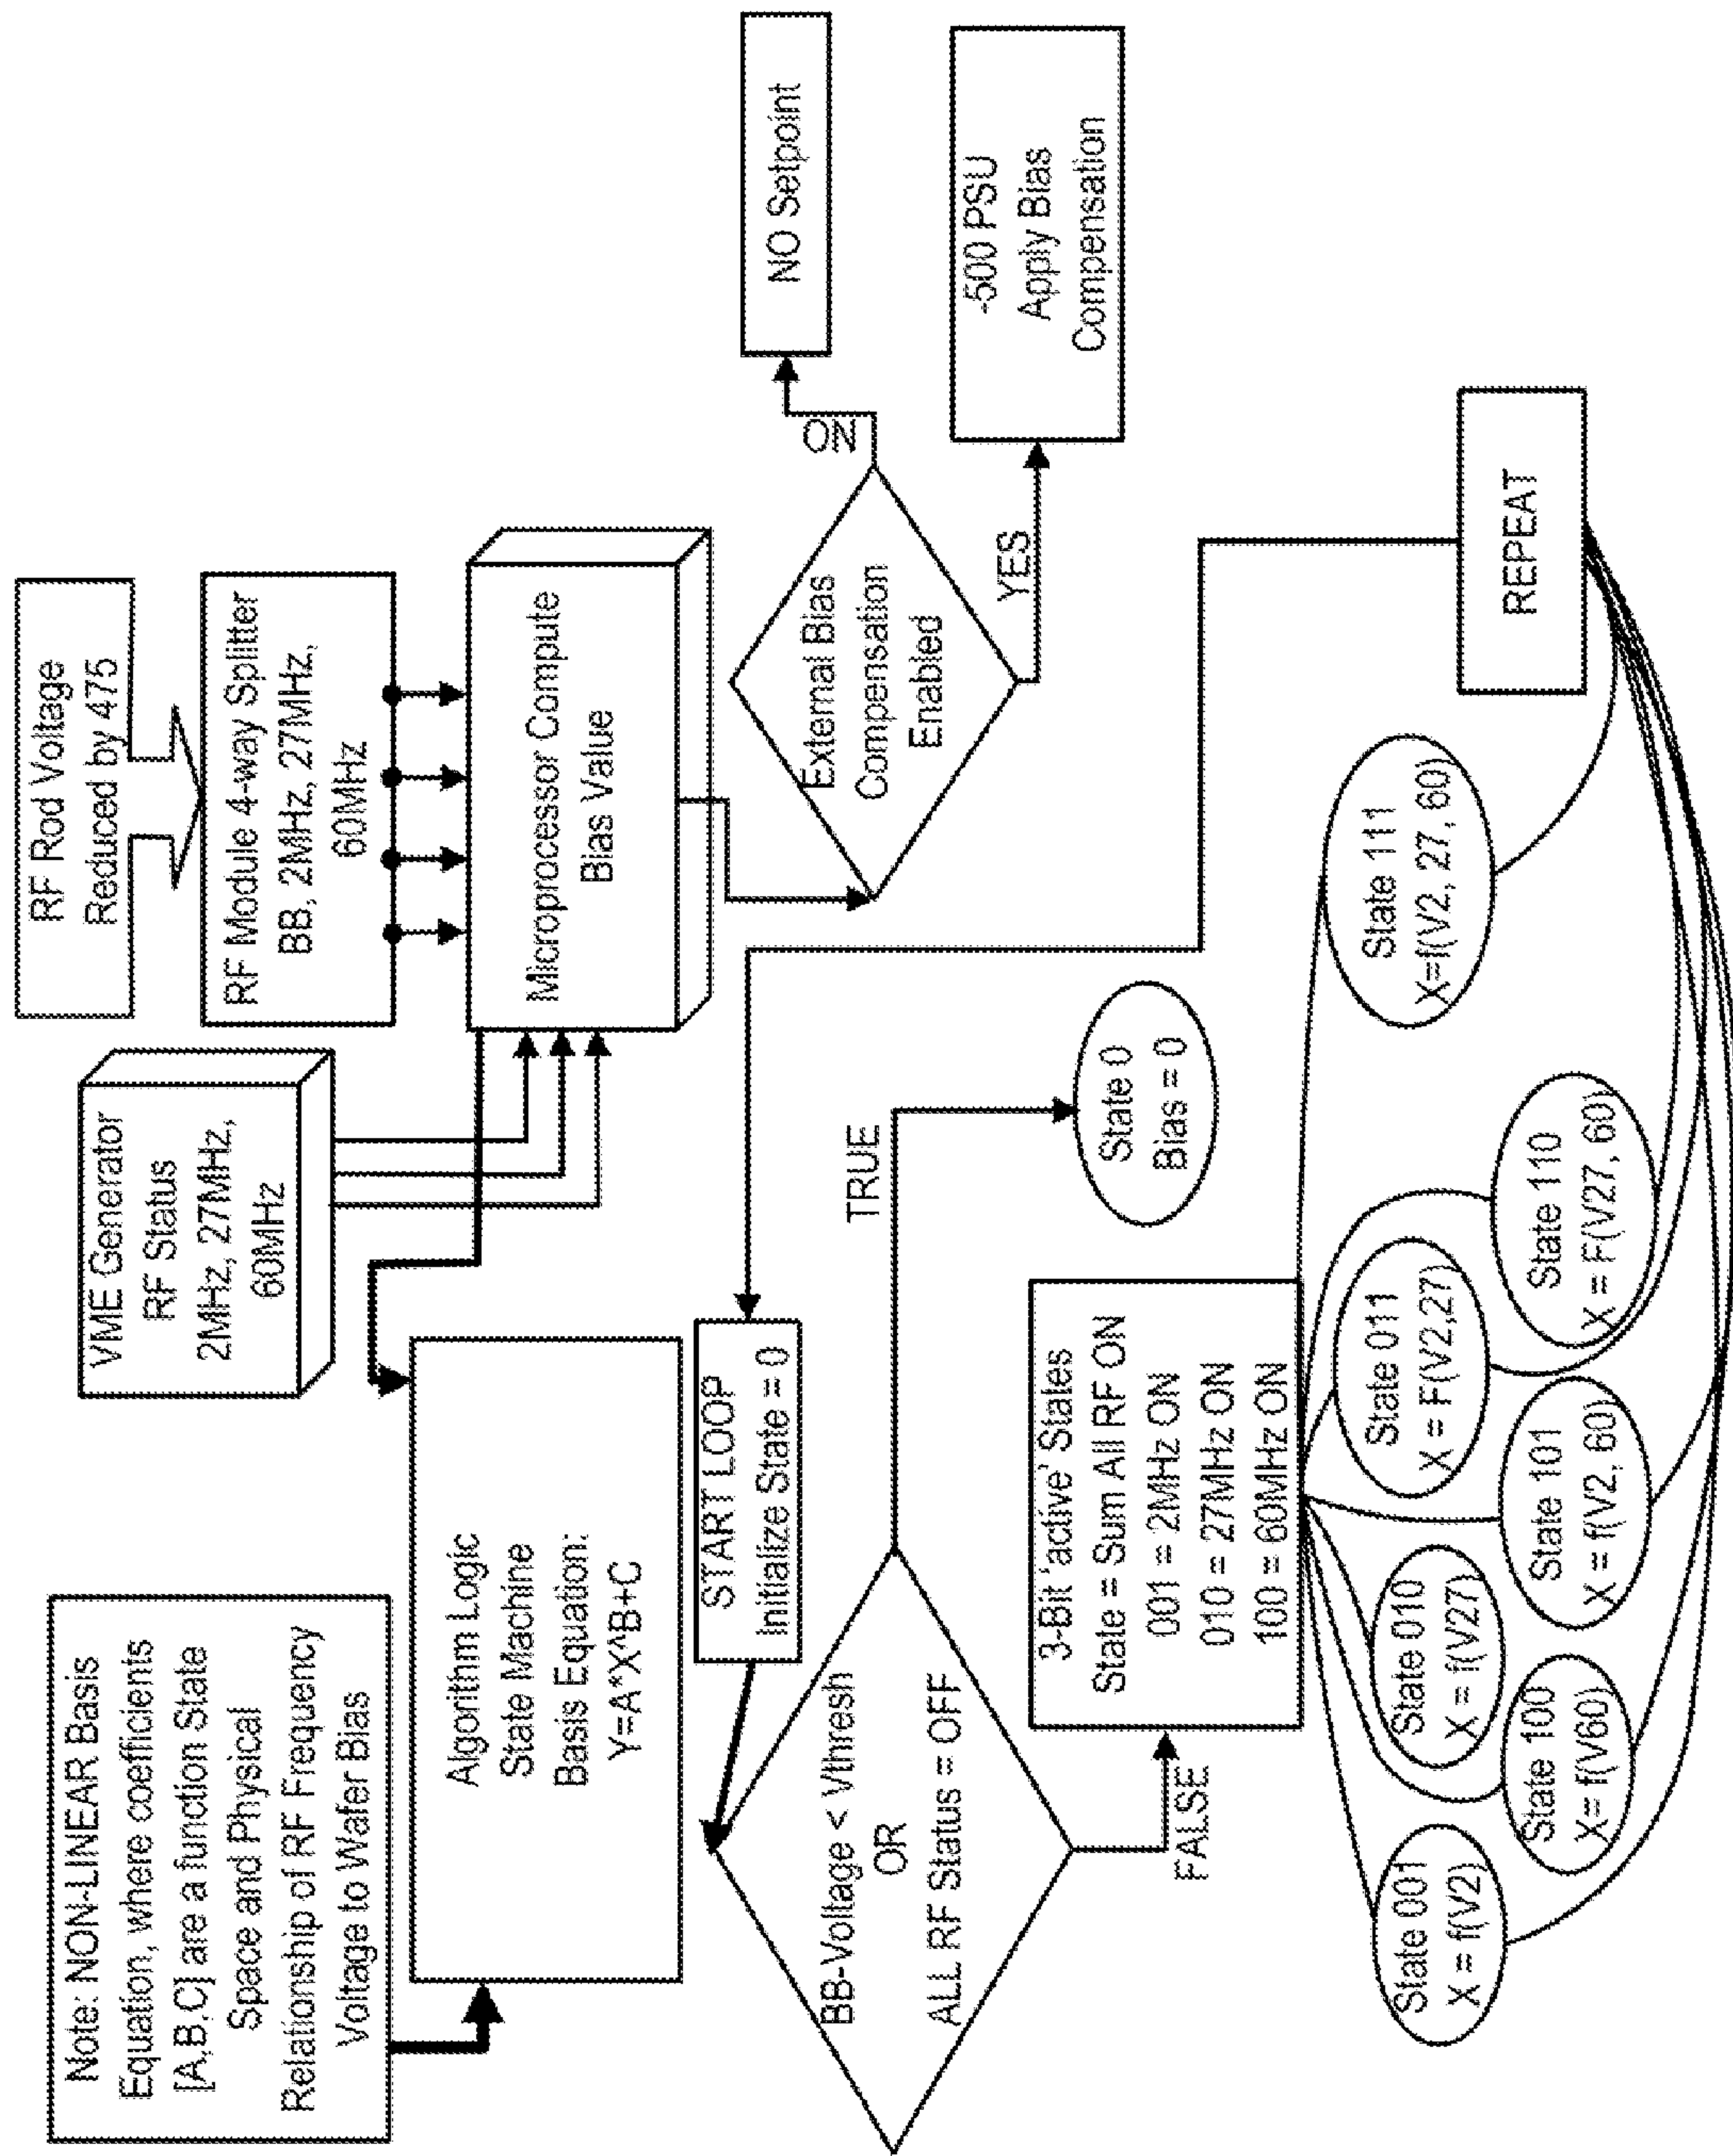 Note: NON-LINEAR Basis
Equation, where coefficients
[A,B,C] are a function State
Space and Physical
Relationship of RF Frequency
Voltage to Wafer Bias
VME Generator
RF Status
2MHz, 27MHz,
60MHz
RF Rod Voltage
Reduced by 475
RF Module 4-way Splitter
BB, 2MHz, 27MHz,
60MHz
Algorithm Logic
State Machine
Basis Equation:
Y=A*X^B+C
Microprocessor Compute
Bias Value
START LOOP
Initialize State = 0
BB-Voltage < Vthresh
OR
ALL RF Status = OFF
TRUE
FALSE
State 0
Bias = 0
External Bias
Compensation
Enabled
ON
YES
NO Setpoint
-500 PSU
Apply Bias
Compensation
3-Bit 'active' States
State = Sum All RF ON
001 = 2MHz ON
010 = 27MHz ON
100 = 60MHz ON
State 001
X = f(V2)
State 010
X = f(V27)
State 100
X= f(V60)
State 011
X = F(V2,27)
State 101
X = f(V2, 60)
State 110
X = F(V27, 60)
State 111
X=f(V2, 27, 60)
REPEAT